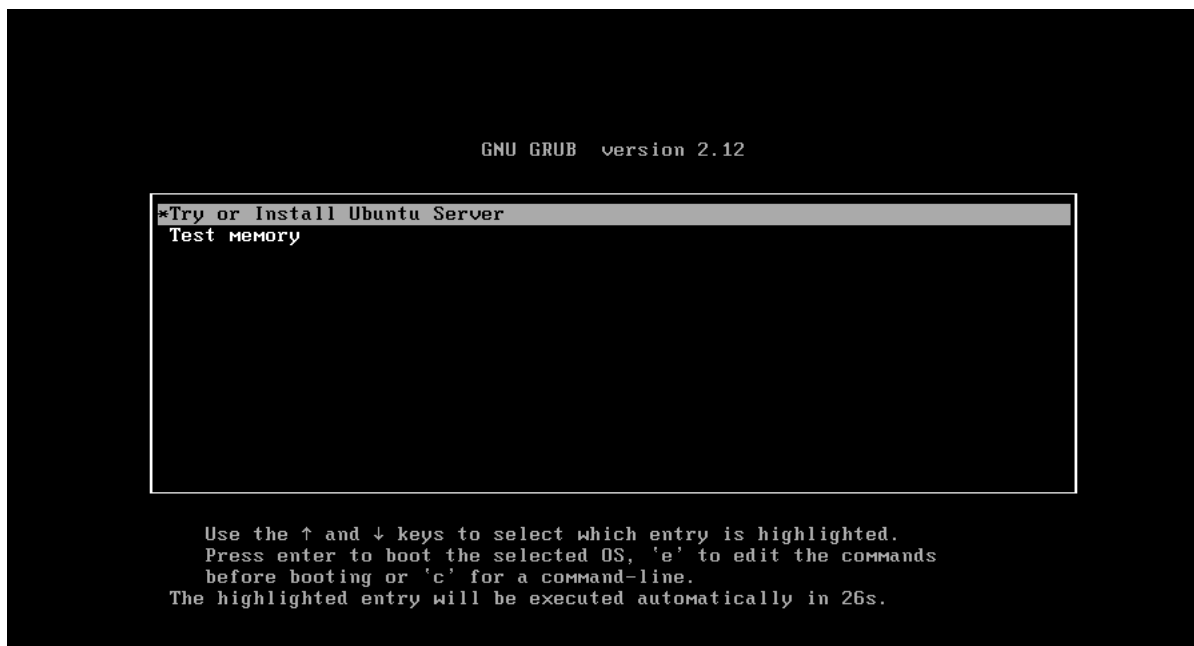 GNU GRUB version 2.12
*Try or Install Ubuntu Server
Test memory
Use the ↑ and ↓ keys to select which entry is highlighted.
Press enter to boot the selected OS, `e' to edit the commands
before booting or `c' for a command-line.
The highlighted entry will be executed automatically in 26s.